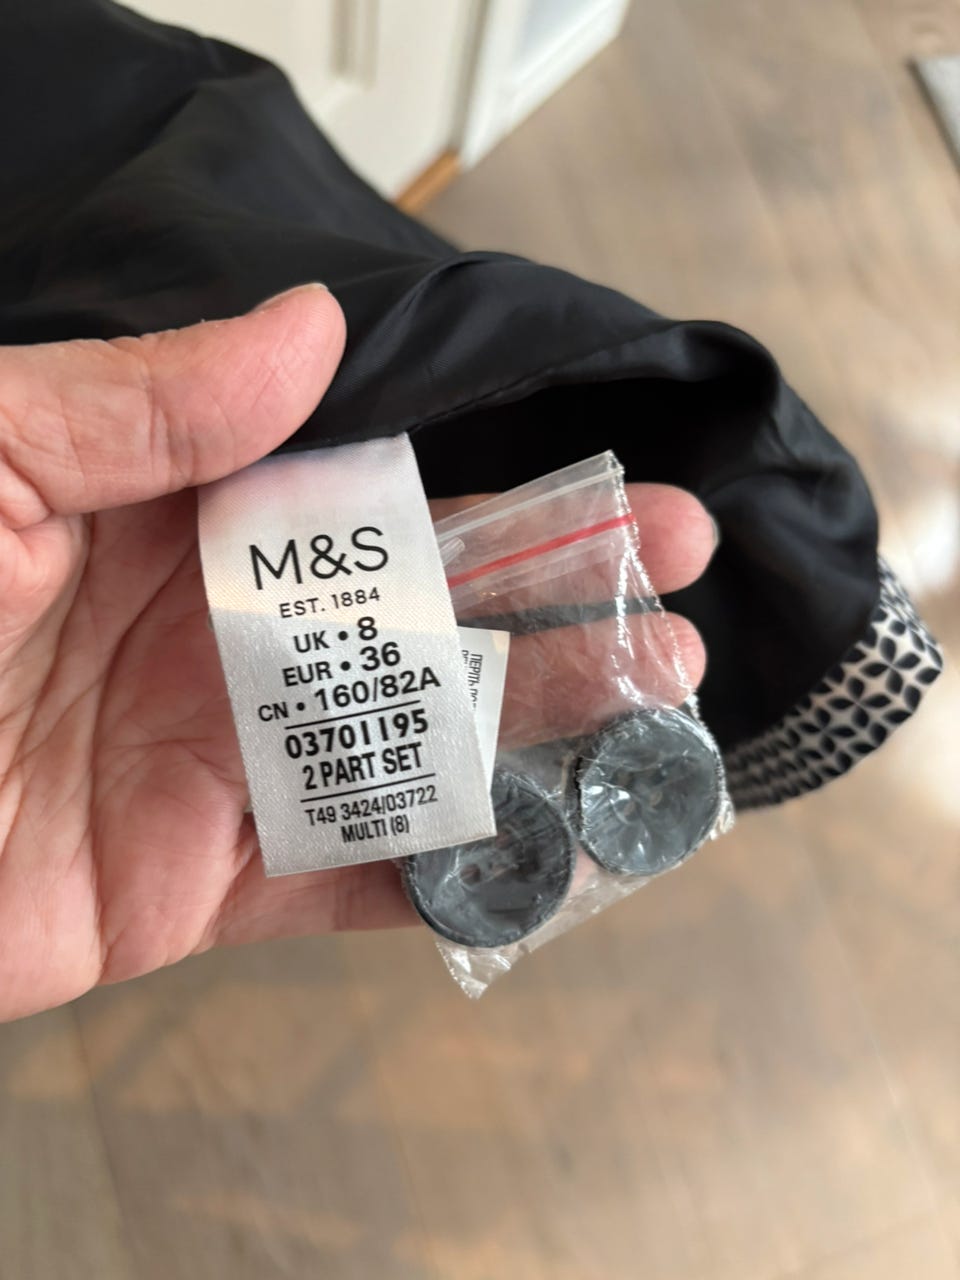 M&S
EST. 1884
UK • 8
EUR • 36
CN • 160/82A
03701195
2 PART SET
T49 3424/03722
MULTI (8)